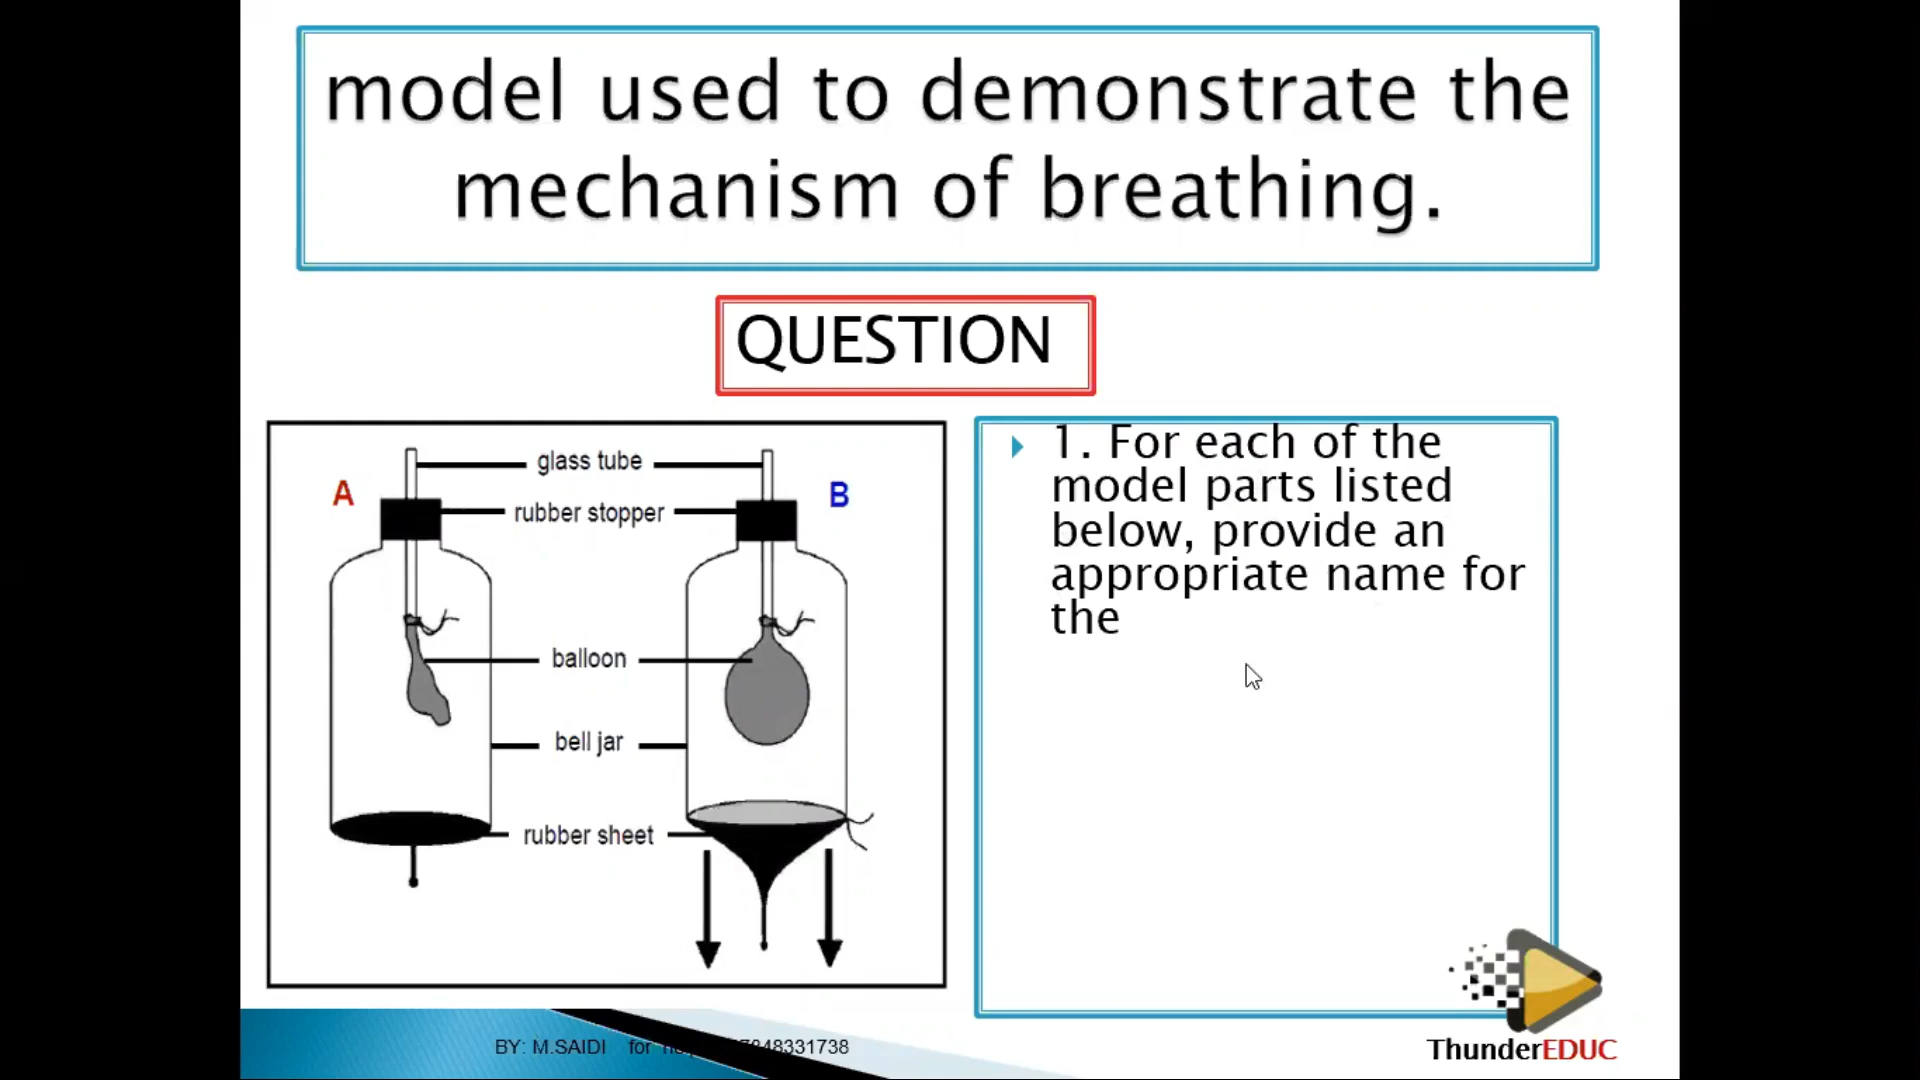 model used to demonstrate the
mechanism of breathing.
QUESTION
glass tube
A
B
rubber stopper
balloon
bell jar
rubber sheet
1. For each of the
model parts listed
below, provide an
appropriate name for
the
BY: M.SAIDI for 48331738
ThunderEDUC